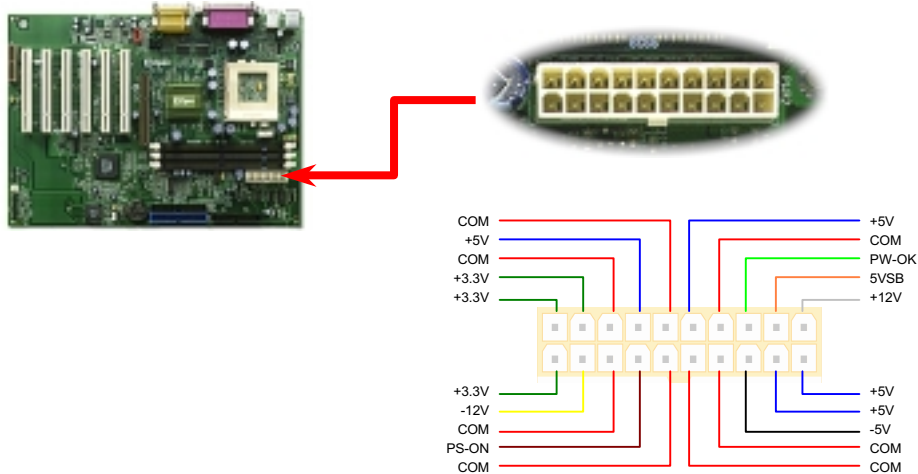 COM
+5V
COM
+3.3V
+3.3V
+5V
COM
PW-OK
5VSB
+12V
+3.3V
-12V
COM
PS-ON
COM
+5V
+5V
-5V
COM
COM